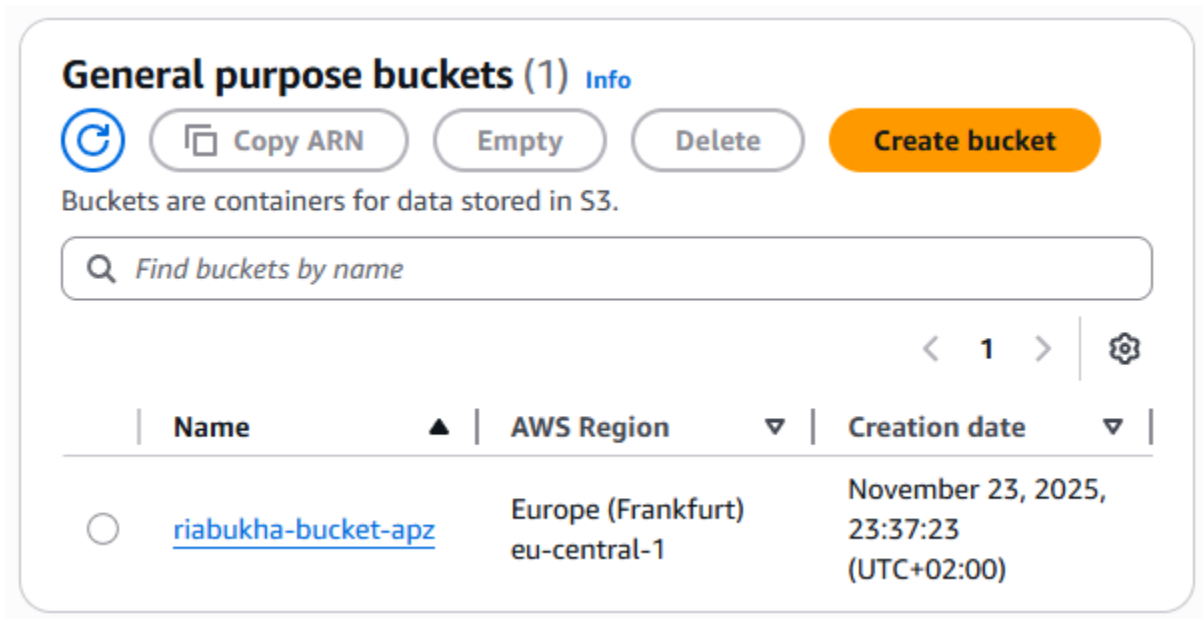 General purpose buckets (1) Info
Copy ARN Empty Delete Create bucket
Buckets are containers for data stored in S3.
Find buckets by name
1
Name AWS Region Creation date
riabukha-bucket-apz Europe (Frankfurt) eu-central-1 November 23, 2025, 23:37:23 (UTC+02:00)